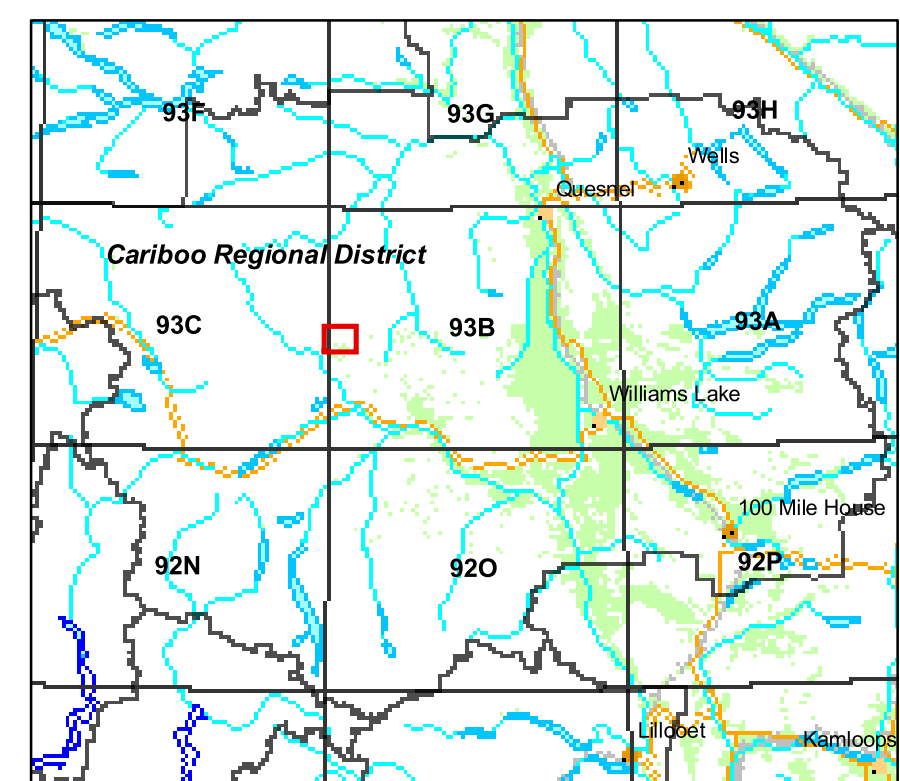 93F
93G
93H
Wells
Quesnel
Cariboo Regional District
93C
93B
93A
Williams Lake
100 Mile House
92N
92O
92P
Lillooet
Kamloops